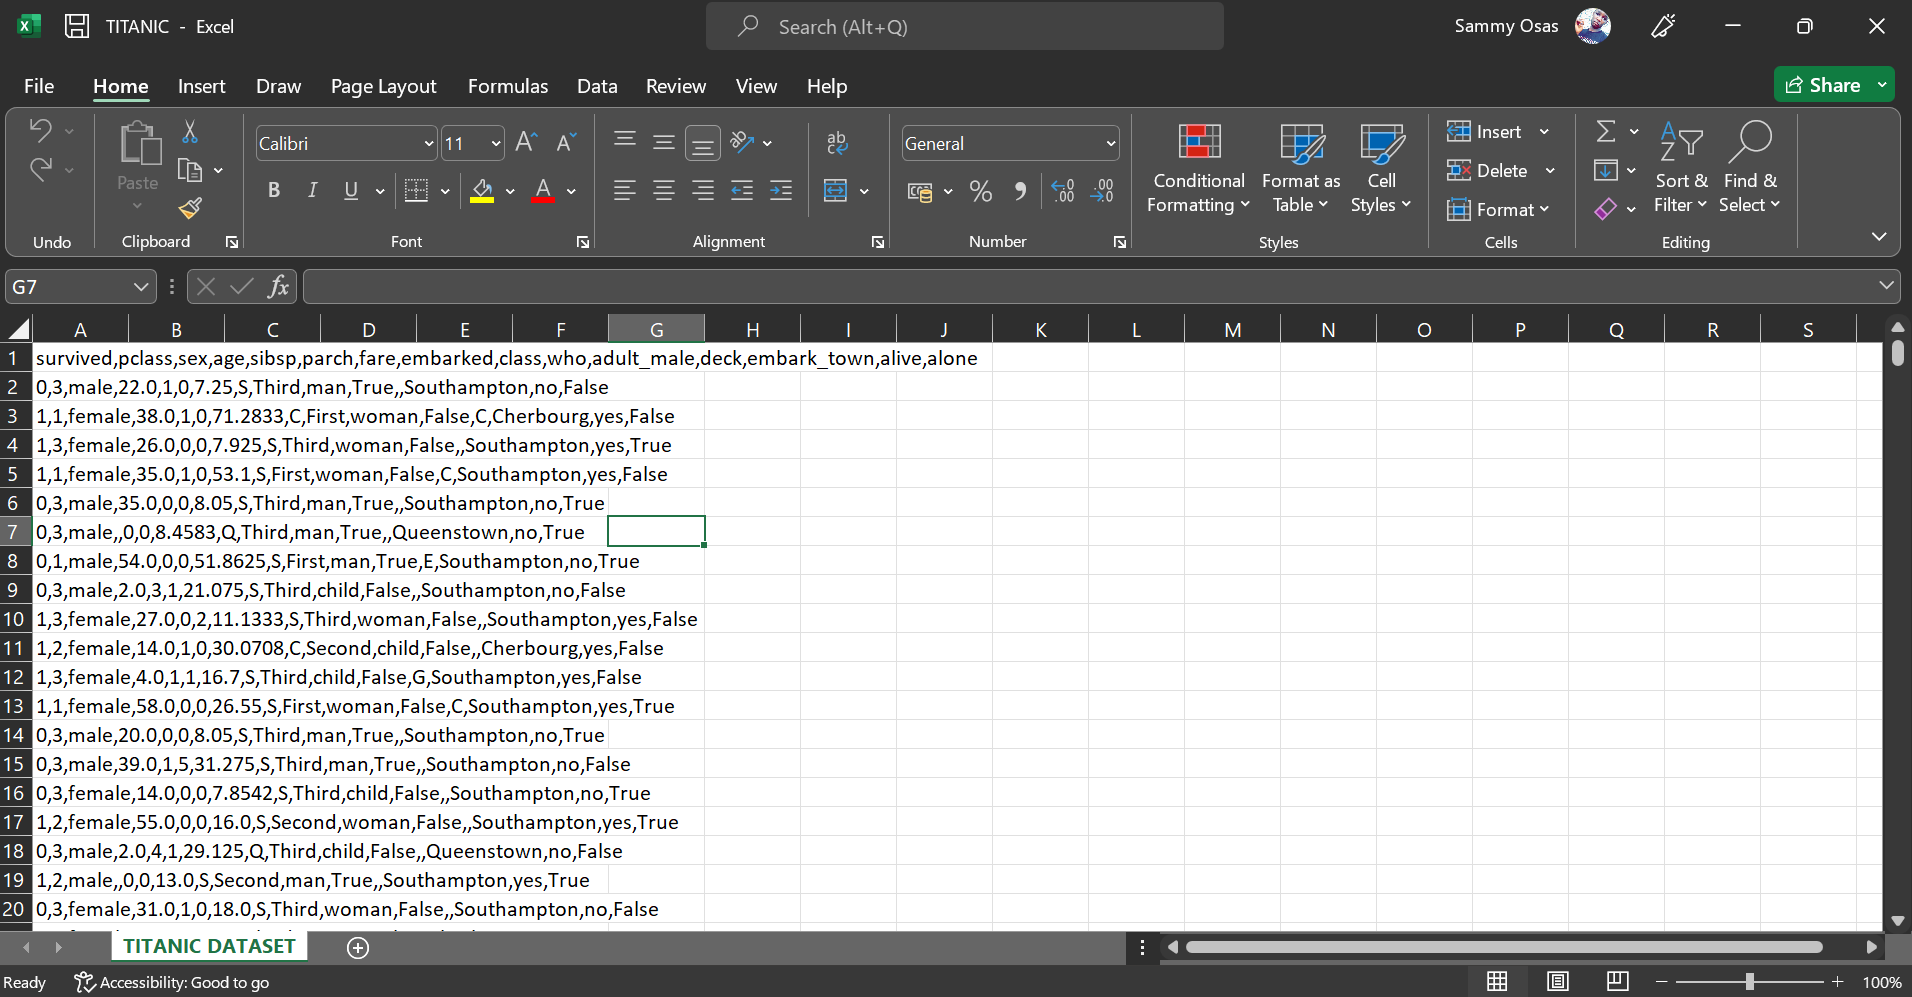 TITANIC - Excel
Search (Alt+Q)
Sammy Osas
File Home Insert Draw Page Layout Formulas Data Review View Help
Share
Undo
Paste
Clipboard
Calibri 11
B I U
Font
ab
Alignment
General
Number
Conditional Formatting
Format as Table
Cell Styles
Styles
Insert
Delete
Format
Cells
Sort & Filter
Find & Select
Editing
G7
fx
A B C D E F G H I J K L M N O P Q R S
1 survived,pclass,sex,age,sibsp,parch,fare,embarked,class,who,adult_male,deck,embark_town,alive,alone
2 0,3,male,22.0,1,0,7.25,S,Third,man,True,,Southampton,no,False
3 1,1,female,38.0,1,0,71.2833,C,First,woman,False,C,Cherbourg,yes,False
4 1,3,female,26.0,0,0,7.925,S,Third,woman,False,,Southampton,yes,True
5 1,1,female,35.0,1,0,53.1,S,First,woman,False,C,Southampton,yes,False
6 0,3,male,35.0,0,0,8.05,S,Third,man,True,,Southampton,no,True
7 0,3,male,,0,0,8.4583,Q,Third,man,True,,Queenstown,no,True
8 0,1,male,54.0,0,0,51.8625,S,First,man,True,E,Southampton,no,True
9 0,3,male,2.0,3,1,21.075,S,Third,child,False,,Southampton,no,False
10 1,3,female,27.0,0,2,11.1333,S,Third,woman,False,,Southampton,yes,False
11 1,2,female,14.0,1,0,30.0708,C,Second,child,False,,Cherbourg,yes,False
12 1,3,female,4.0,1,1,16.7,S,Third,child,False,G,Southampton,yes,False
13 1,1,female,58.0,0,0,26.55,S,First,woman,False,C,Southampton,yes,True
14 0,3,male,20.0,0,0,8.05,S,Third,man,True,,Southampton,no,True
15 0,3,male,39.0,1,5,31.275,S,Third,man,True,,Southampton,no,False
16 0,3,female,14.0,0,0,7.8542,S,Third,child,False,,Southampton,no,True
17 1,2,female,55.0,0,0,16.0,S,Second,woman,False,,Southampton,yes,True
18 0,3,male,2.0,4,1,29.125,Q,Third,child,False,,Queenstown,no,False
19 1,2,male,,0,0,13.0,S,Second,man,True,,Southampton,yes,True
20 0,3,female,31.0,1,0,18.0,S,Third,woman,False,,Southampton,no,False
TITANIC DATASET
Ready
Accessibility: Good to go
100%